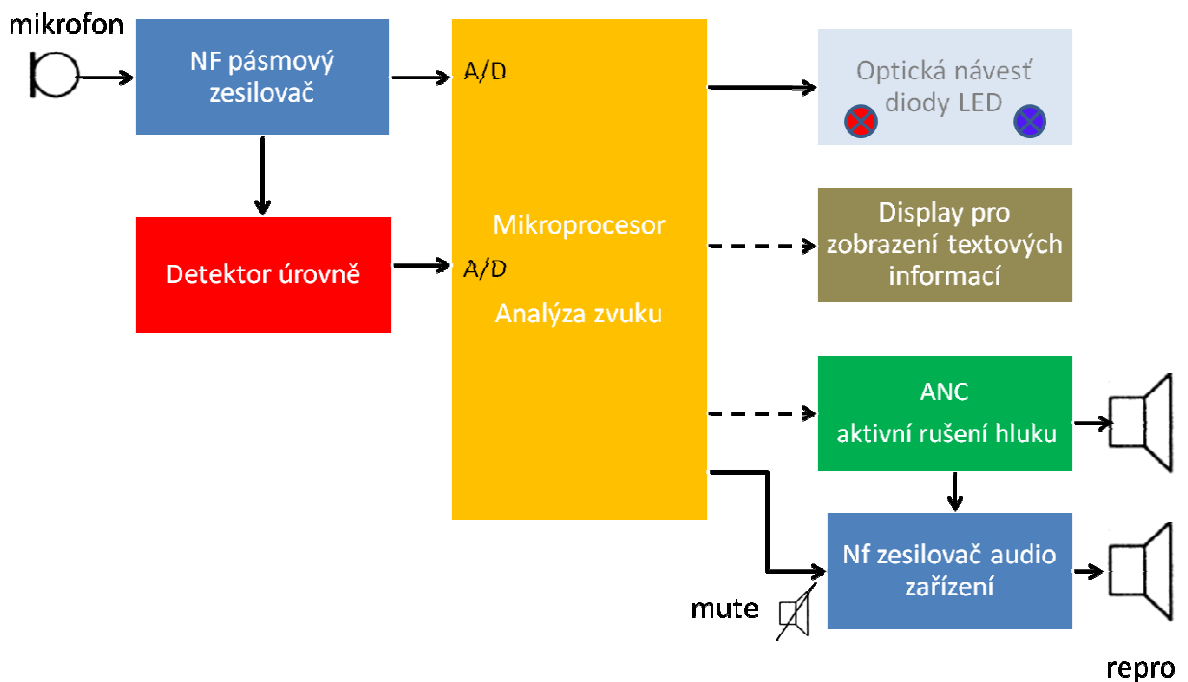 mikrofon
NF pásmový
zesilovač
A/D
Optická návesť
diody LED
Detektor úrovně
A/D
Mikroprocesor
Analýza zvuku
Display pro
zobrazení textových
informací
ANC
aktivní rušení hluku
Nf zesilovač audio
zařízení
mute
repro